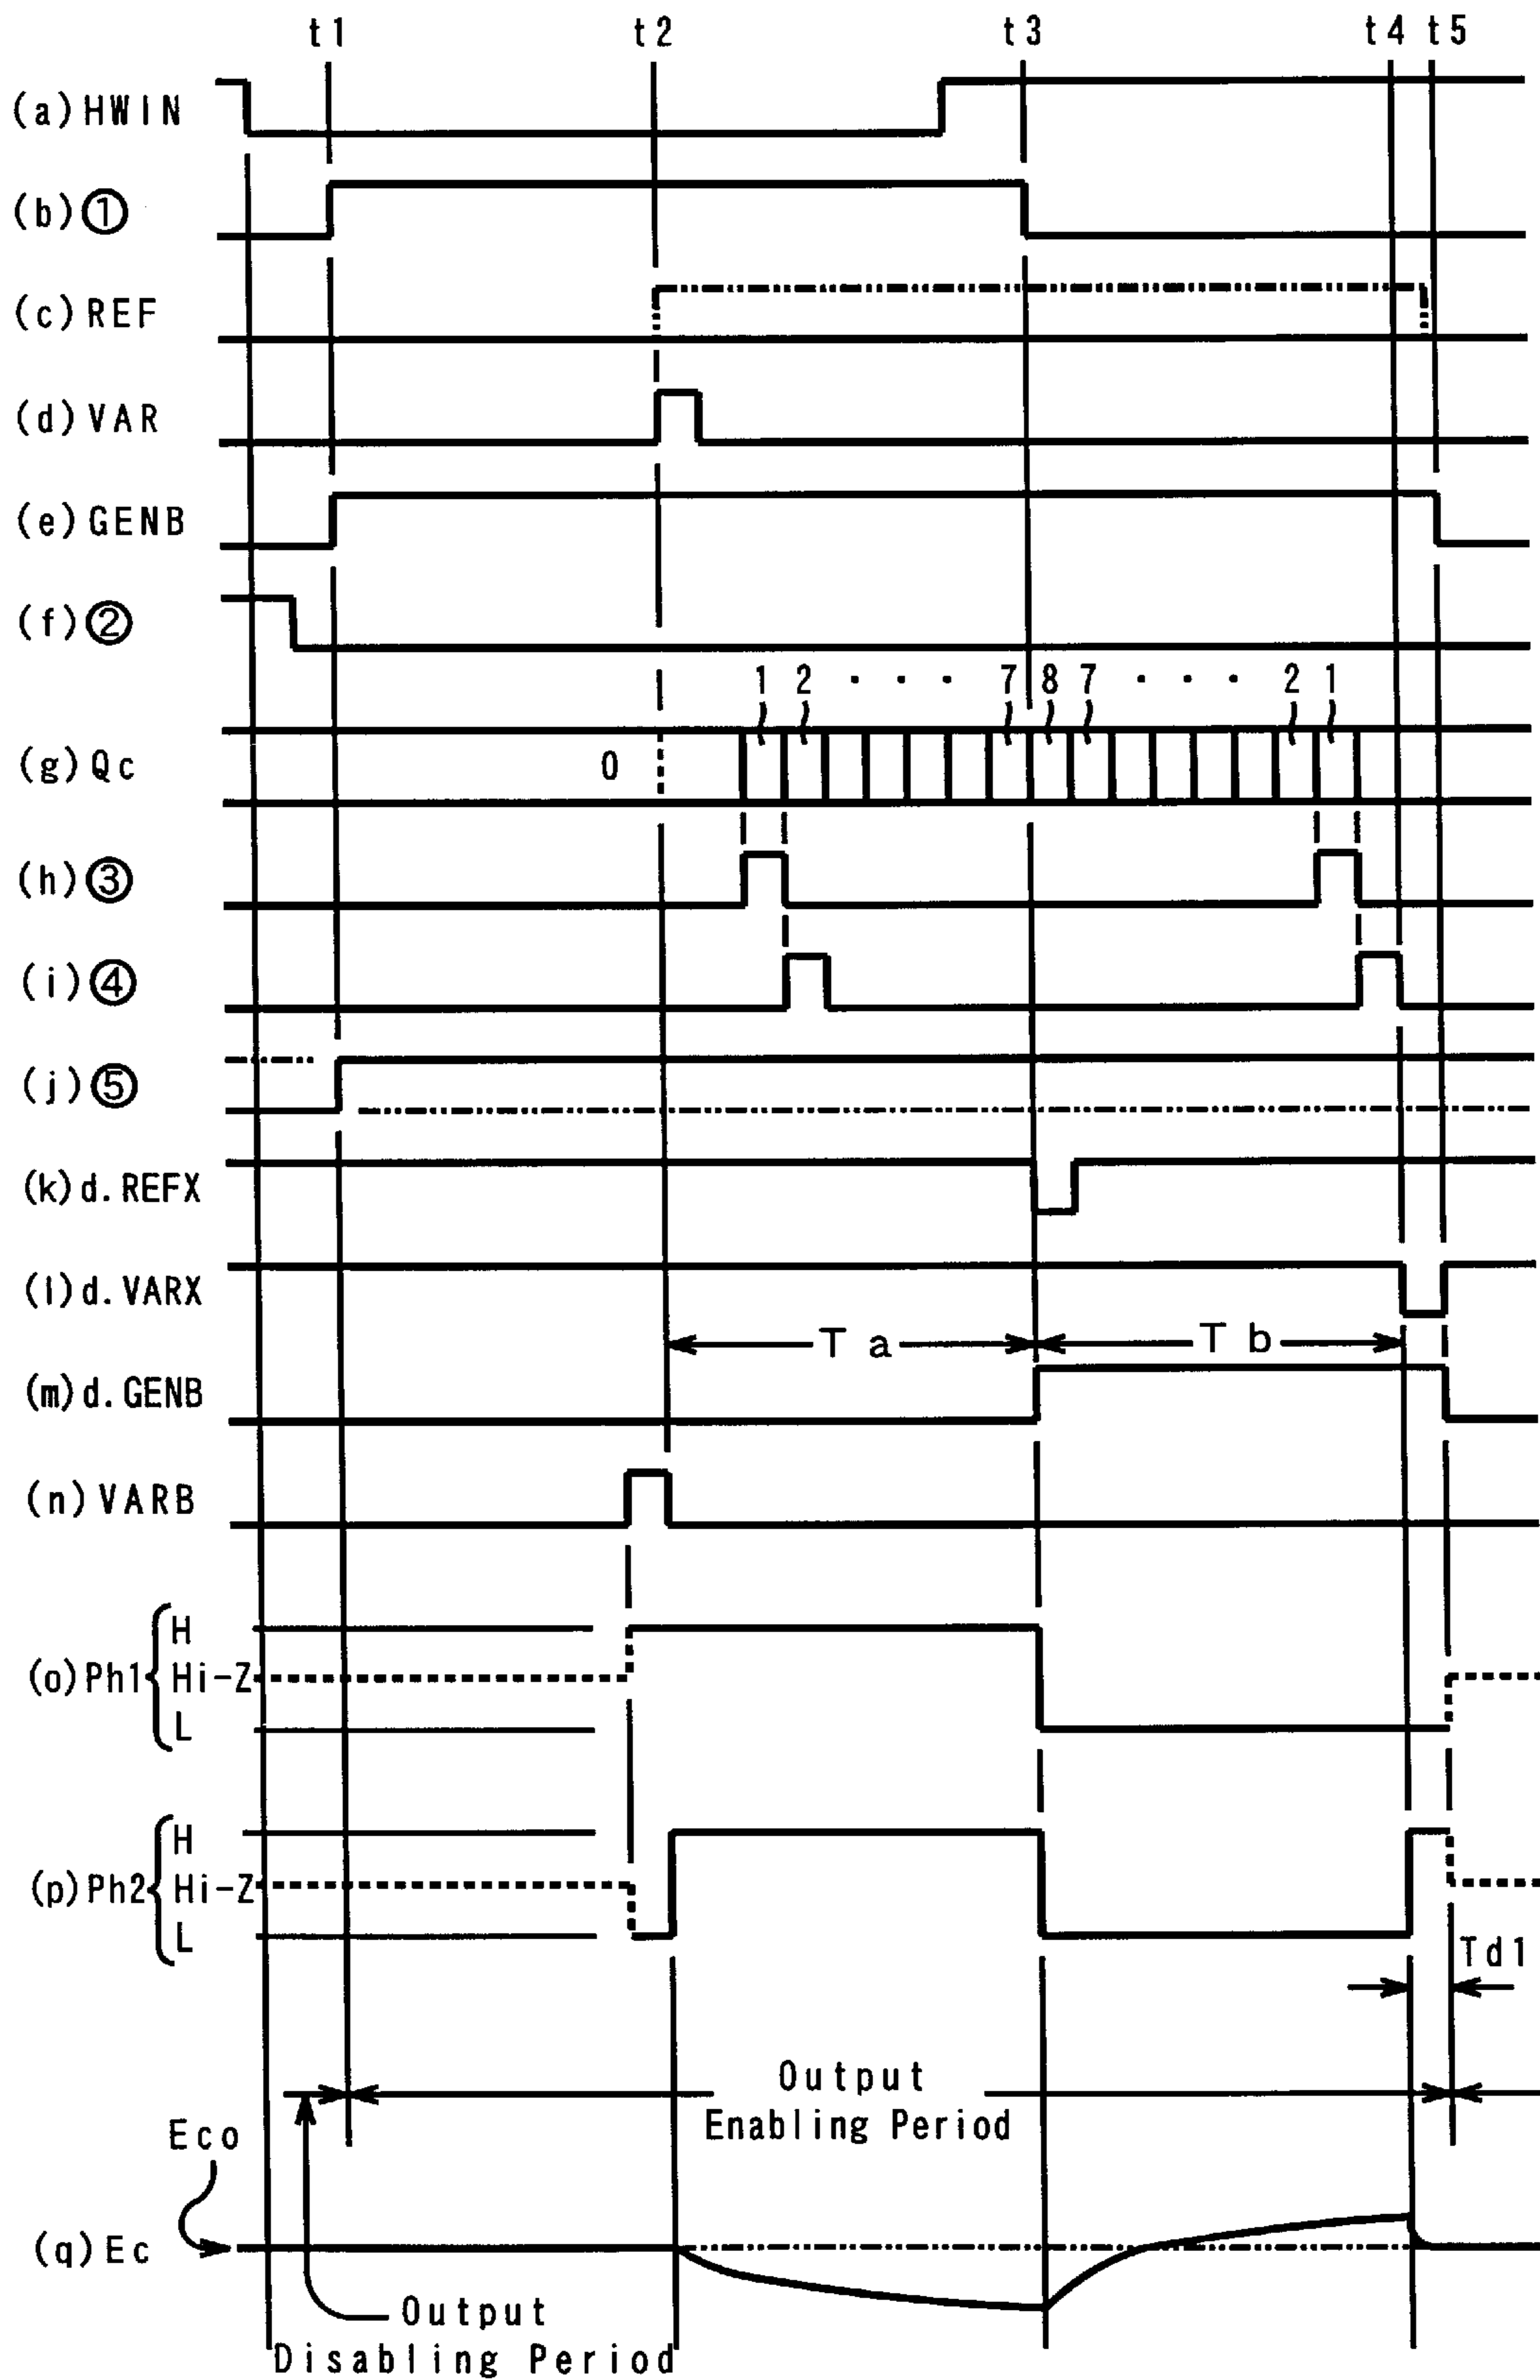 t1 t2 t3 t4 t5
(a) HWIN
(b) ①
(c) REF
(d) VAR
(e) GENB
(f) ②
1 2 · · · 7 8 7 · · · 2 1
(g) Qc 0
(h) ③
(i) ④
(j) ⑤
(k) d.REFX
(l) d.VARX
Ta Tb
(m) d.GENB
(n) VARB
H
(o) Ph1 Hi-Z
L
H
(p) Ph2 Hi-Z
L
Td1
Output
Enabling Period
Eco
(q) Ec
Output
Disabling Period